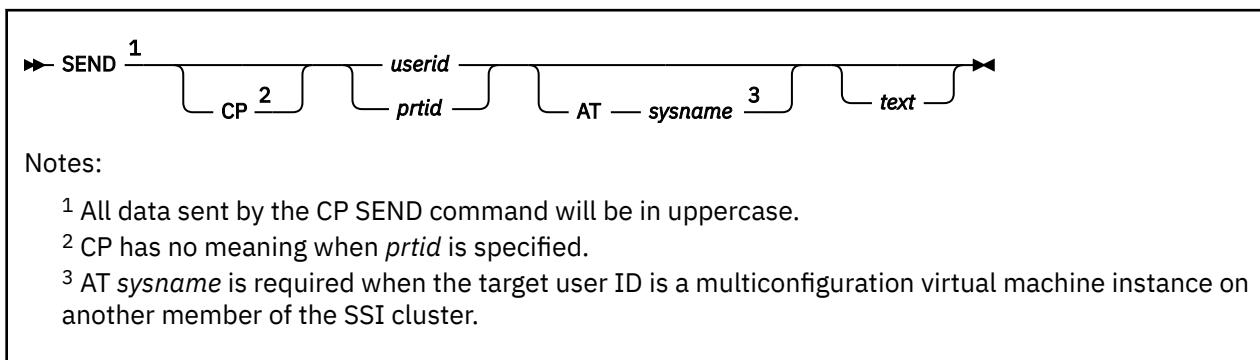 SEND 1 userid
CP 2 prtid AT sysname 3 text
Notes:
1 All data sent by the CP SEND command will be in uppercase.
2 CP has no meaning when prtid is specified.
3 AT sysname is required when the target user ID is a multiconfiguration virtual machine instance on
another member of the SSI cluster.